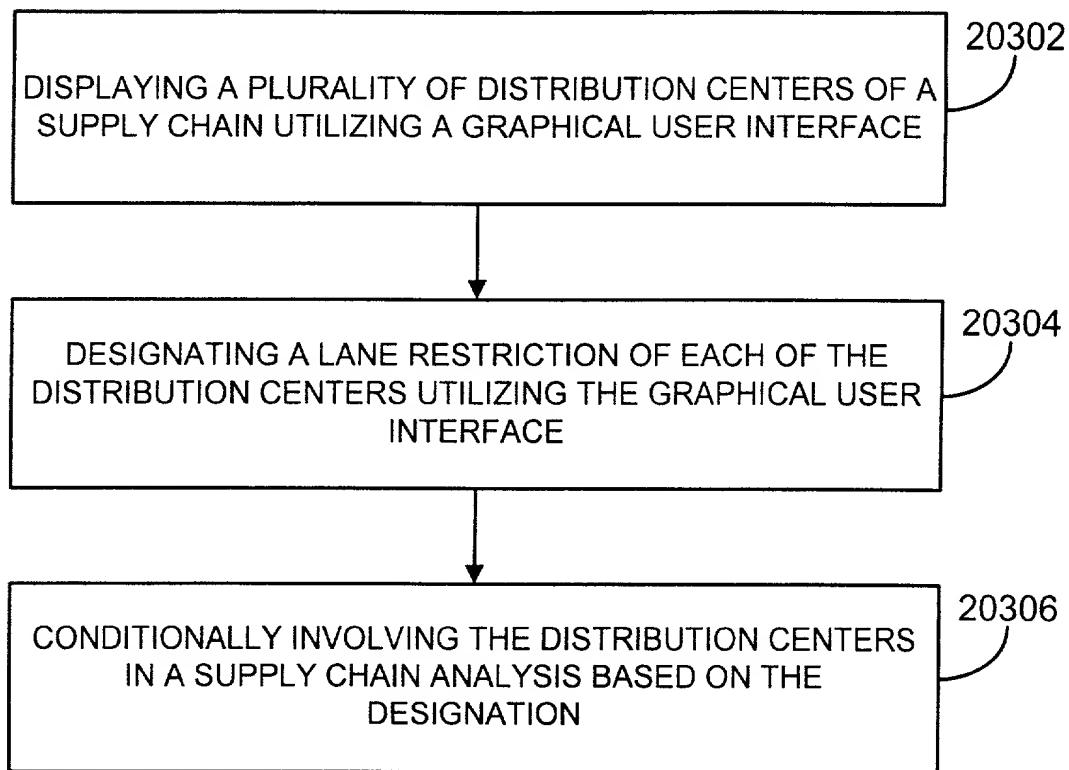 20302
DISPLAYING A PLURALITY OF DISTRIBUTION CENTERS OF A
SUPPLY CHAIN UTILIZING A GRAPHICAL USER INTERFACE
20304
DESIGNATING A LANE RESTRICTION OF EACH OF THE
DISTRIBUTION CENTERS UTILIZING THE GRAPHICAL USER
INTERFACE
20306
CONDITIONALLY INVOLVING THE DISTRIBUTION CENTERS
IN A SUPPLY CHAIN ANALYSIS BASED ON THE
DESIGNATION